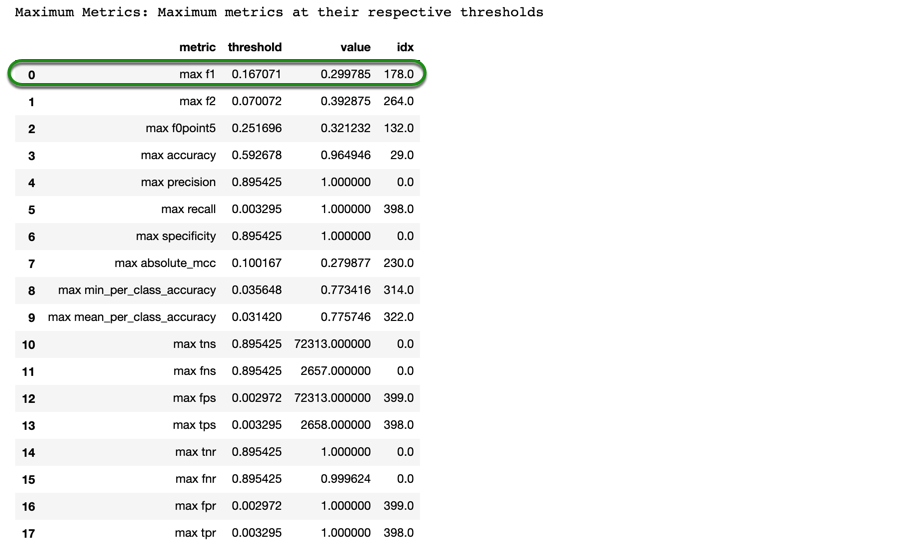 Maximum Metrics: Maximum metrics at their respective thresholds
metric threshold value idx
0 max f1 0.167071 0.299785 178.0
1 max f2 0.070072 0.392875 264.0
2 max f0point5 0.251696 0.321232 132.0
3 max accuracy 0.592678 0.964946 29.0
4 max precision 0.895425 1.000000 0.0
5 max recall 0.003295 1.000000 398.0
6 max specificity 0.895425 1.000000 0.0
7 max absolute_mcc 0.100167 0.279877 230.0
8 max min_per_class_accuracy 0.035648 0.773416 314.0
9 max mean_per_class_accuracy 0.031420 0.775746 322.0
10 max tns 0.895425 72313.000000 0.0
11 max fns 0.895425 2657.000000 0.0
12 max fps 0.002972 72313.000000 399.0
13 max tps 0.003295 2658.000000 398.0
14 max tnr 0.895425 1.000000 0.0
15 max fnr 0.895425 0.999624 0.0
16 max fpr 0.002972 1.000000 399.0
17 max tpr 0.003295 1.000000 398.0